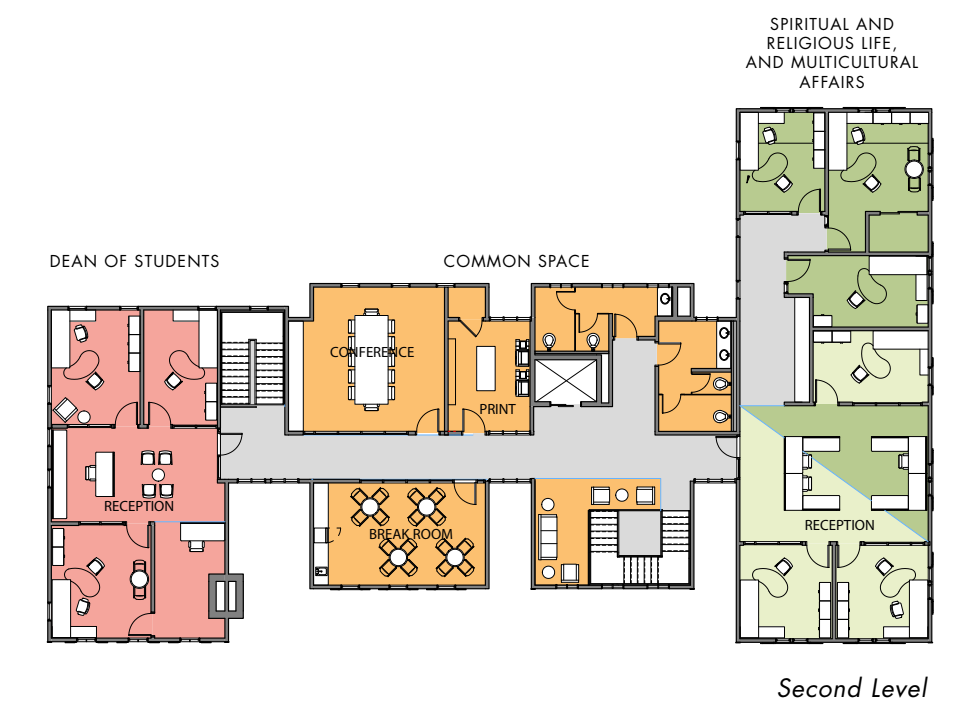 SPIRITUAL AND
RELIGIOUS LIFE,
AND MULTICULTURAL
AFFAIRS
DEAN OF STUDENTS
COMMON SPACE
CONFERENCE
PRINT
RECEPTION
BREAK ROOM
RECEPTION
Second Level